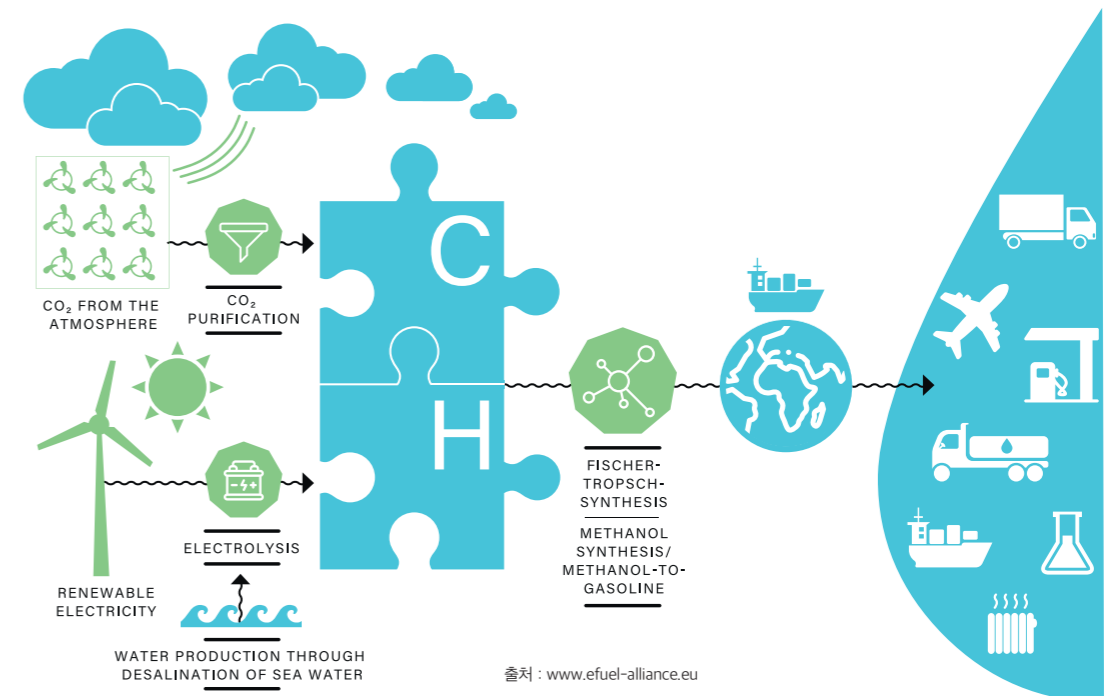 C
CO₂ FROM THE
ATMOSPHERE
CO₂
PURIFICATION
H
FISCHER-
TROPSCH-
SYNTHESIS
METHANOL
SYNTHESIS/
METHANOL-TO-
GASOLINE
ELECTROLYSIS
RENEWABLE
ELECTRICITY
WATER PRODUCTION THROUGH
DESALINATION OF SEA WATER
출처 : www.efuel-alliance.eu